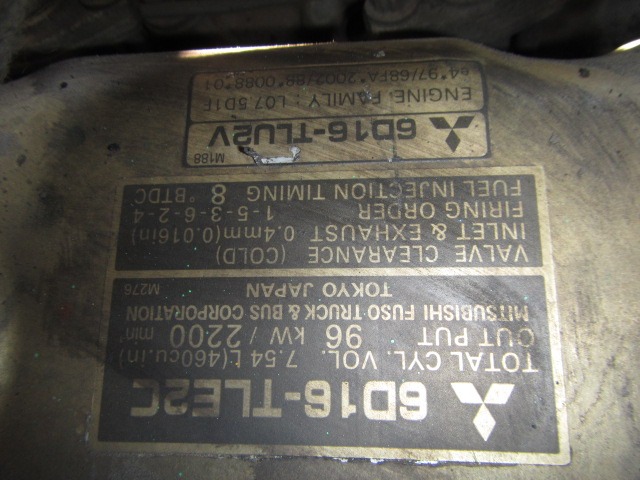 6D16-TLE2C
TOTAL CYL. VOL. 7.54 L(460cu.in)
OUT PUT 96 kW / 2200 min⁻¹
MITSUBISHI FUSO TRUCK & BUS CORPORATION
TOKYO JAPAN M276
VALVE CLEARANCE (COLD)
INLET & EXHAUST 0.4mm(0.016in)
FIRING ORDER 1-5-3-6-2-4
FUEL INJECTION TIMING 8 °BTDC
M188
6D16-TLU2V
ENGINE FAMILY : L07.5D1F
e4*97/68FA*2002/88*0088*01